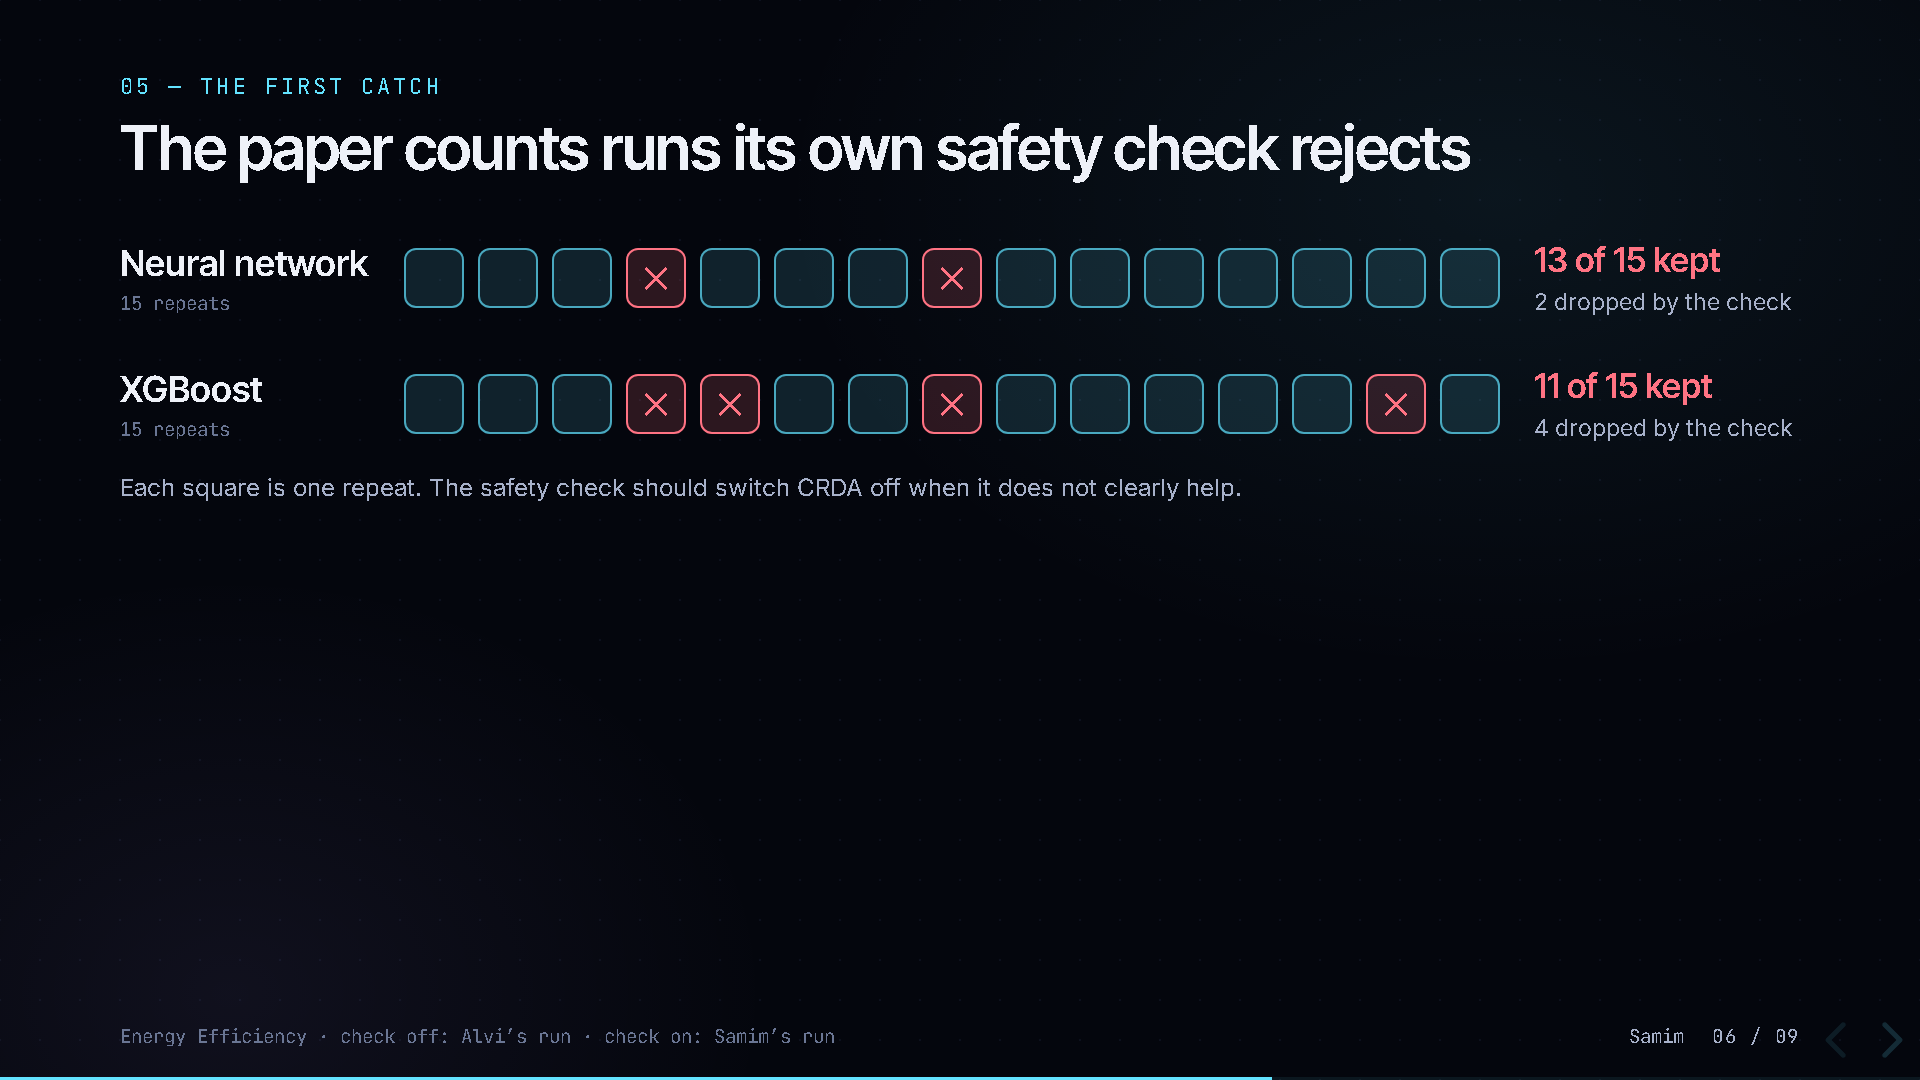 05 — THE FIRST CATCH
The paper counts runs its own safety check rejects
Neural network
15 repeats
13 of 15 kept
2 dropped by the check
XGBoost
15 repeats
11 of 15 kept
4 dropped by the check
Each square is one repeat. The safety check should switch CRDA off when it does not clearly help.
Energy Efficiency · check off: Alvi’s run · check on: Samim’s run
Samim 06 / 09